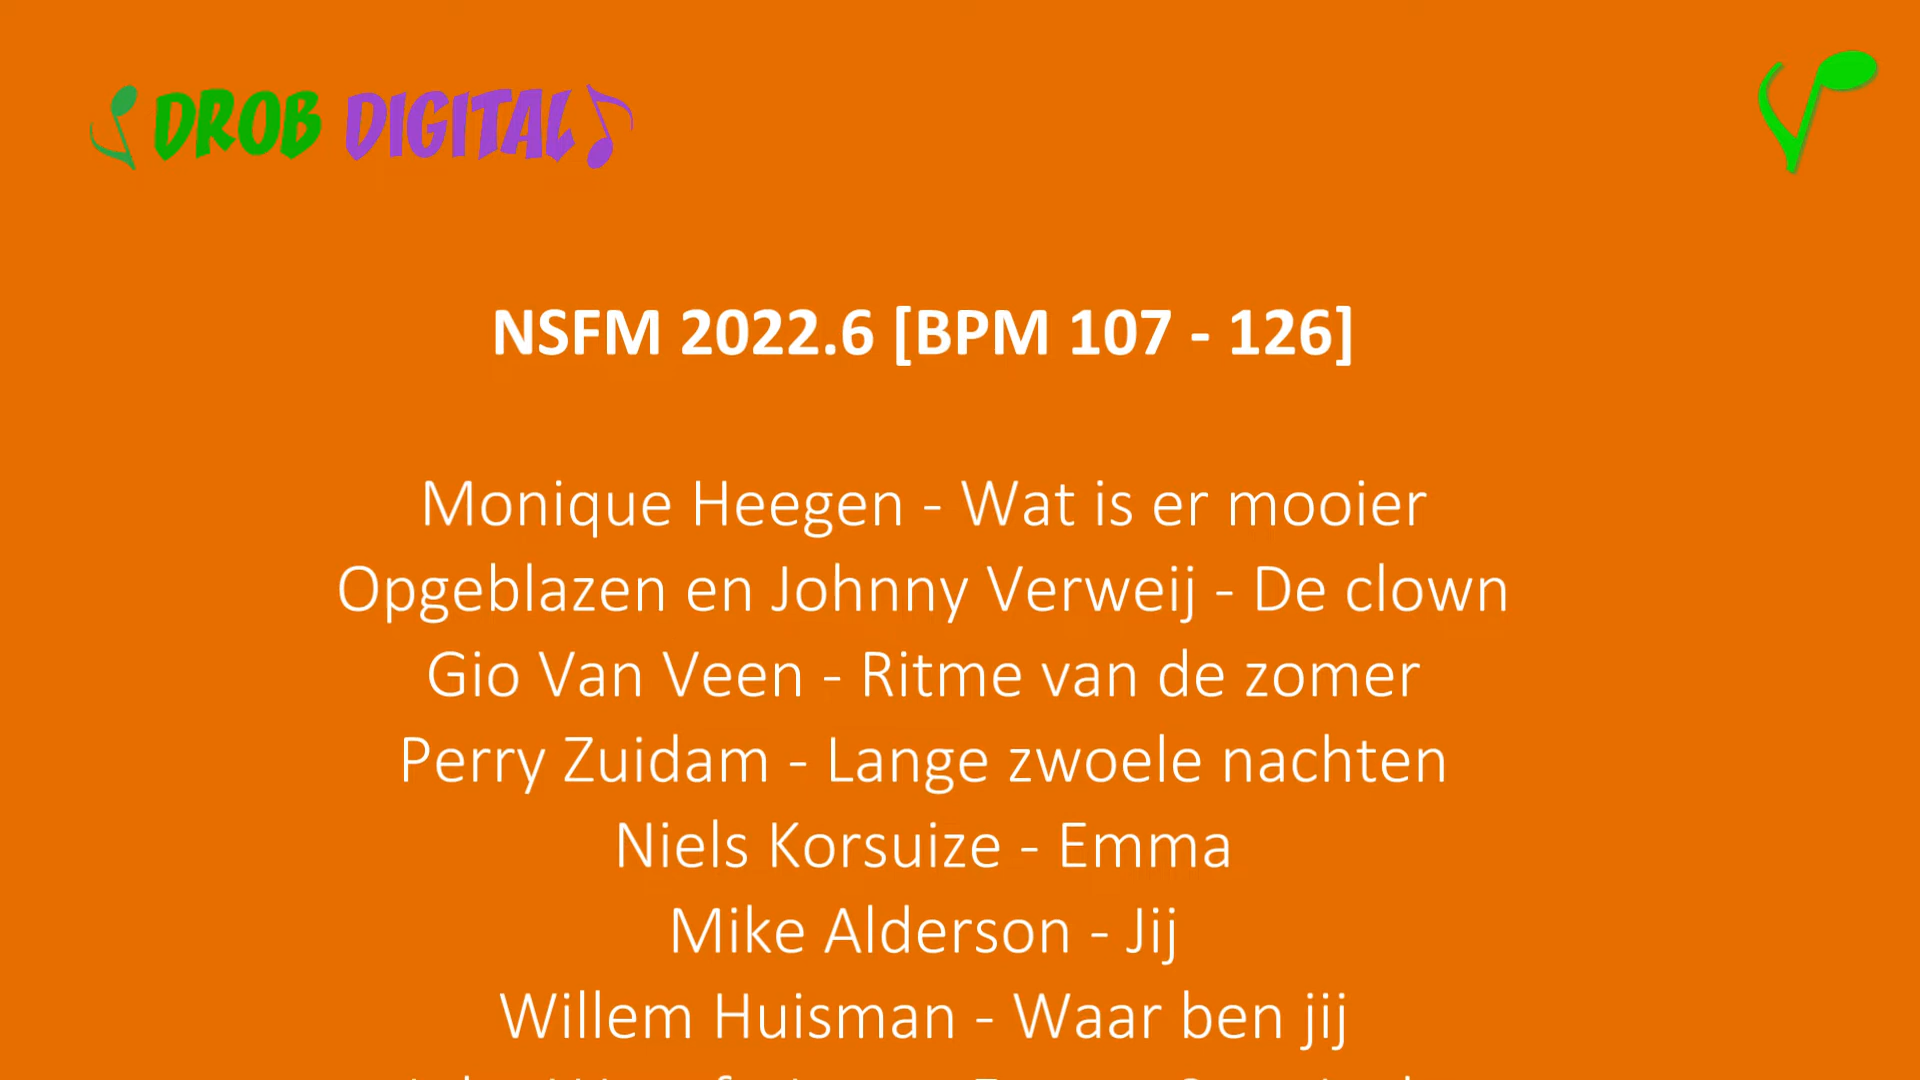 DROB DIGITAL
NSFM 2022.6 [BPM 107 - 126]
Monique Heegen - Wat is er mooier
Opgeblazen en Johnny Verweij - De clown
Gio Van Veen - Ritme van de zomer
Perry Zuidam - Lange zwoele nachten
Niels Korsuize - Emma
Mike Alderson - Jij
Willem Huisman - Waar ben jij